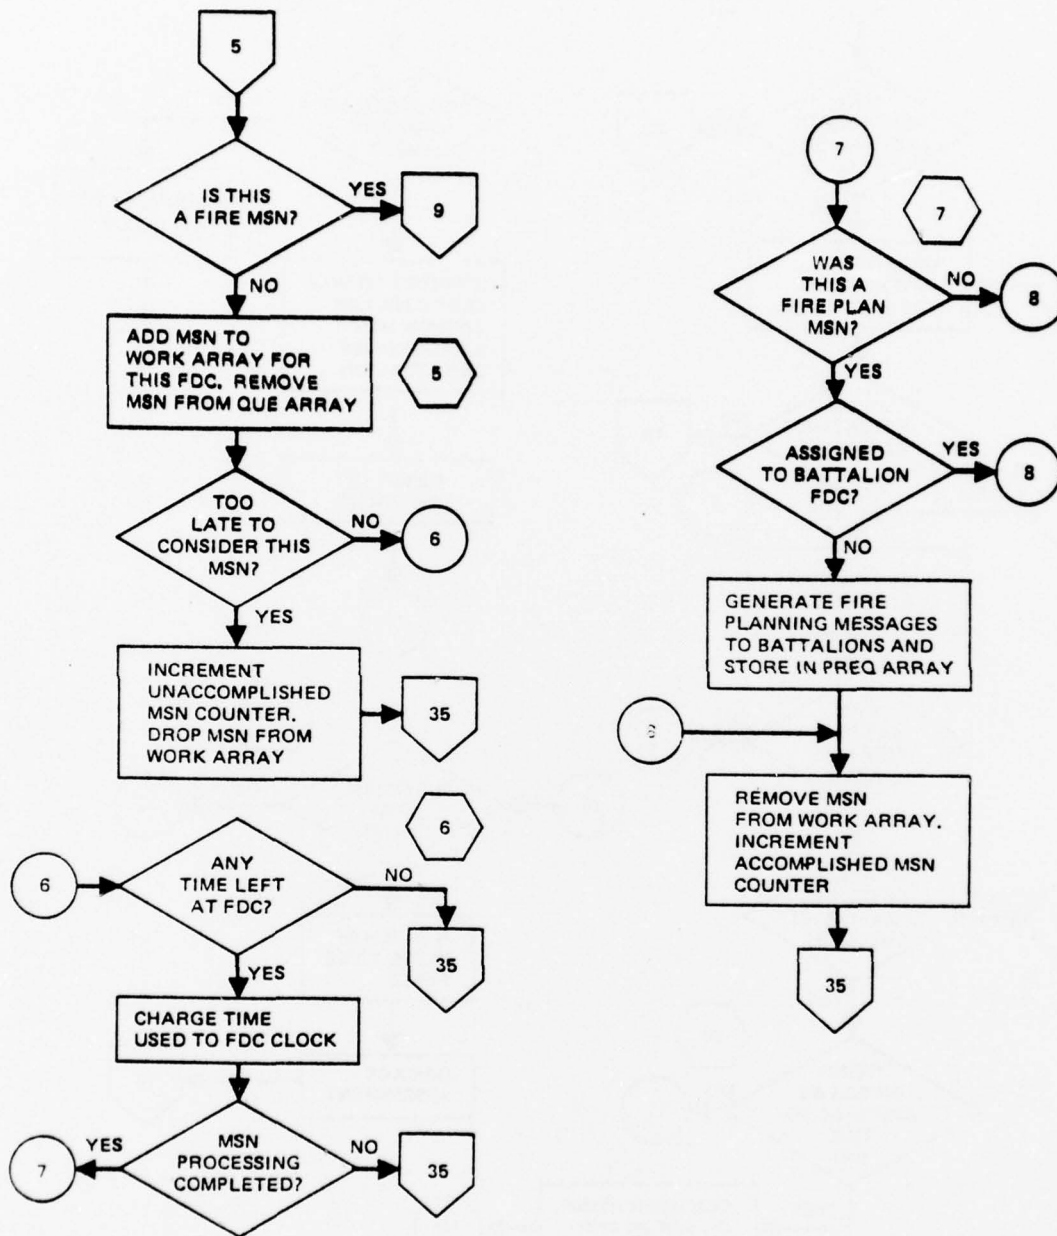 5
IS THIS
A FIRE MSN?
YES
9
NO
ADD MSN TO
WORK ARRAY FOR
THIS FDC. REMOVE
MSN FROM QUE ARRAY
5
TOO
LATE TO
CONSIDER THIS
MSN?
NO
6
YES
INCREMENT
UNACCOMPLISHED
MSN COUNTER.
DROP MSN FROM
WORK ARRAY
35
6
6
ANY
TIME LEFT
AT FDC?
NO
35
YES
CHARGE TIME
USED TO FDC CLOCK
YES
7
MSN
PROCESSING
COMPLETED?
NO
35
7
7
WAS
THIS A
FIRE PLAN
MSN?
NO
8
YES
ASSIGNED
TO BATTALION
FDC?
YES
8
NO
GENERATE FIRE
PLANNING MESSAGES
TO BATTALIONS AND
STORE IN PREQ ARRAY
REMOVE MSN
FROM WORK ARRAY.
INCREMENT
ACCOMPLISHED MSN
COUNTER
35